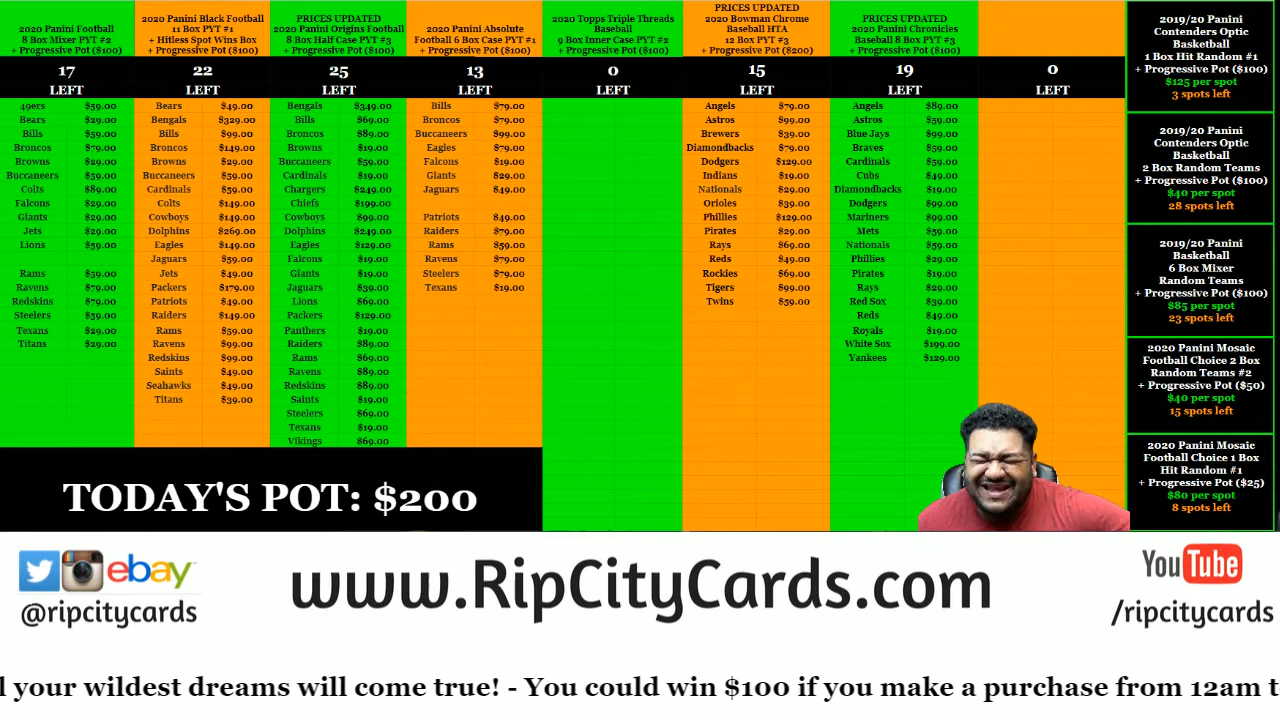 2020 Panini Football
8 Box Mixer PYT #2
+ Progressive Pot ($100)
17
LEFT
49ers $59.00
Bears $29.00
Bills $59.00
Broncos $79.00
Browns $29.00
Buccaneers $59.00
Colts $89.00
Falcons $29.00
Giants $29.00
Jets $29.00
Lions $59.00
Rams $59.00
Ravens $79.00
Redskins $79.00
Steelers $59.00
Texans $29.00
Titans $29.00
2020 Panini Black Football
11 Box PYT #1
+ Hitless Spot Wins Box
+ Progressive Pot ($100)
22
LEFT
Bears $49.00
Bengals $329.00
Bills $99.00
Broncos $149.00
Browns $29.00
Buccaneers $59.00
Cardinals $59.00
Colts $149.00
Cowboys $149.00
Dolphins $269.00
Eagles $149.00
Jaguars $59.00
Jets $49.00
Packers $179.00
Patriots $49.00
Raiders $149.00
Rams $59.00
Ravens $99.00
Redskins $99.00
Saints $49.00
Seahawks $49.00
Titans $39.00
PRICES UPDATED
2020 Panini Origins Football
8 Box Half Case PYT #3
+ Progressive Pot ($100)
25
LEFT
Bengals $349.00
Bills $69.00
Broncos $89.00
Browns $19.00
Buccaneers $59.00
Cardinals $19.00
Chargers $249.00
Chiefs $199.00
Cowboys $99.00
Dolphins $249.00
Eagles $129.00
Falcons $19.00
Giants $19.00
Jaguars $39.00
Lions $69.00
Packers $129.00
Panthers $19.00
Raiders $89.00
Rams $69.00
Ravens $89.00
Redskins $89.00
Saints $19.00
Steelers $69.00
Texans $19.00
Vikings $69.00
2020 Panini Absolute
Football 6 Box Case PYT #1
+ Progressive Pot ($100)
13
LEFT
Bills $79.00
Broncos $79.00
Buccaneers $99.00
Eagles $79.00
Falcons $19.00
Giants $29.00
Jaguars $49.00
Patriots $49.00
Raiders $79.00
Rams $59.00
Ravens $79.00
Steelers $79.00
Texans $19.00
2020 Topps Triple Threads
Baseball
9 Box Inner Case PYT #2
+ Progressive Pot ($100)
0
LEFT
PRICES UPDATED
2020 Bowman Chrome
Baseball HTA
12 Box PYT #3
+ Progressive Pot ($200)
15
LEFT
Angels $79.00
Astros $99.00
Brewers $39.00
Diamondbacks $79.00
Dodgers $129.00
Indians $19.00
Nationals $29.00
Orioles $39.00
Phillies $129.00
Pirates $29.00
Rays $69.00
Reds $49.00
Rockies $69.00
Tigers $99.00
Twins $59.00
PRICES UPDATED
2020 Panini Chronicles
Baseball 8 Box PYT #3
+ Progressive Pot ($100)
19
LEFT
Angels $89.00
Astros $59.00
Blue Jays $99.00
Braves $59.00
Cardinals $59.00
Cubs $49.00
Diamondbacks $19.00
Dodgers $99.00
Mariners $99.00
Mets $59.00
Nationals $59.00
Phillies $29.00
Pirates $19.00
Rays $29.00
Red Sox $39.00
Reds $49.00
Royals $19.00
White Sox $199.00
Yankees $129.00
0
LEFT
2019/20 Panini
Contenders Optic
Basketball
1 Box Hit Random #1
+ Progressive Pot ($100)
$125 per spot
3 spots left
2019/20 Panini
Contenders Optic
Basketball
2 Box Random Teams
+ Progressive Pot ($100)
$40 per spot
28 spots left
2019/20 Panini
Basketball
6 Box Mixer
Random Teams
+ Progressive Pot ($100)
$85 per spot
23 spots left
2020 Panini Mosaic
Football Choice 2 Box
Random Teams #2
+ Progressive Pot ($50)
$40 per spot
15 spots left
2020 Panini Mosaic
Football Choice 1 Box
Hit Random #1
+ Progressive Pot ($25)
$80 per spot
8 spots left
TODAY'S POT: $200
ebay
@ripcitycards
www.RipCityCards.com
YouTube
/ripcitycards
l your wildest dreams will come true! - You could win $100 if you make a purchase from 12am t